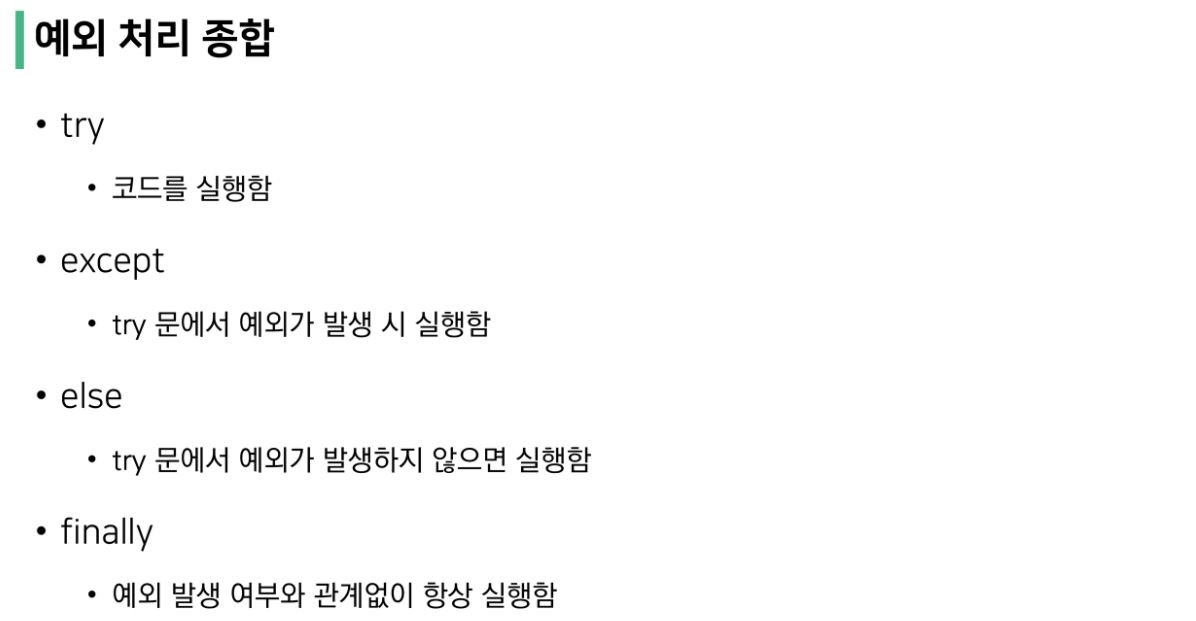 예외 처리 종합
• try
• 코드를 실행함
• except
• try 문에서 예외가 발생 시 실행함
• else
• try 문에서 예외가 발생하지 않으면 실행함
• finally
• 예외 발생 여부와 관계없이 항상 실행함